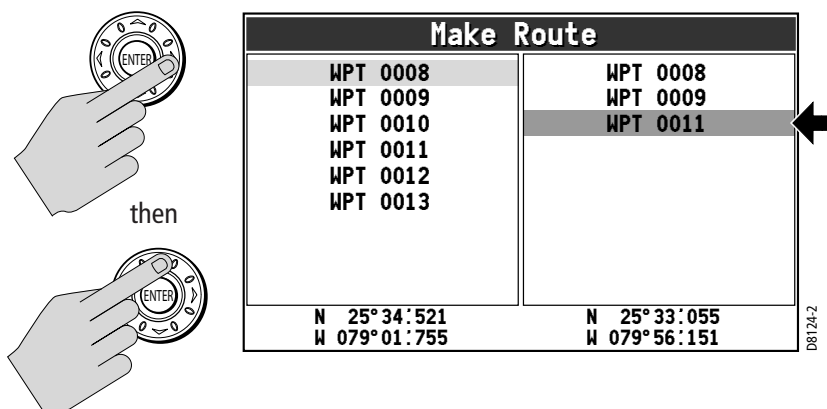 ENTER
then
ENTER
Make Route
WPT 0008
WPT 0009
WPT 0010
WPT 0011
WPT 0012
WPT 0013
N 25°34.521
W 079°01.755
WPT 0008
WPT 0009
WPT 0011
N 25°33.055
W 079°56.151
D8124-2